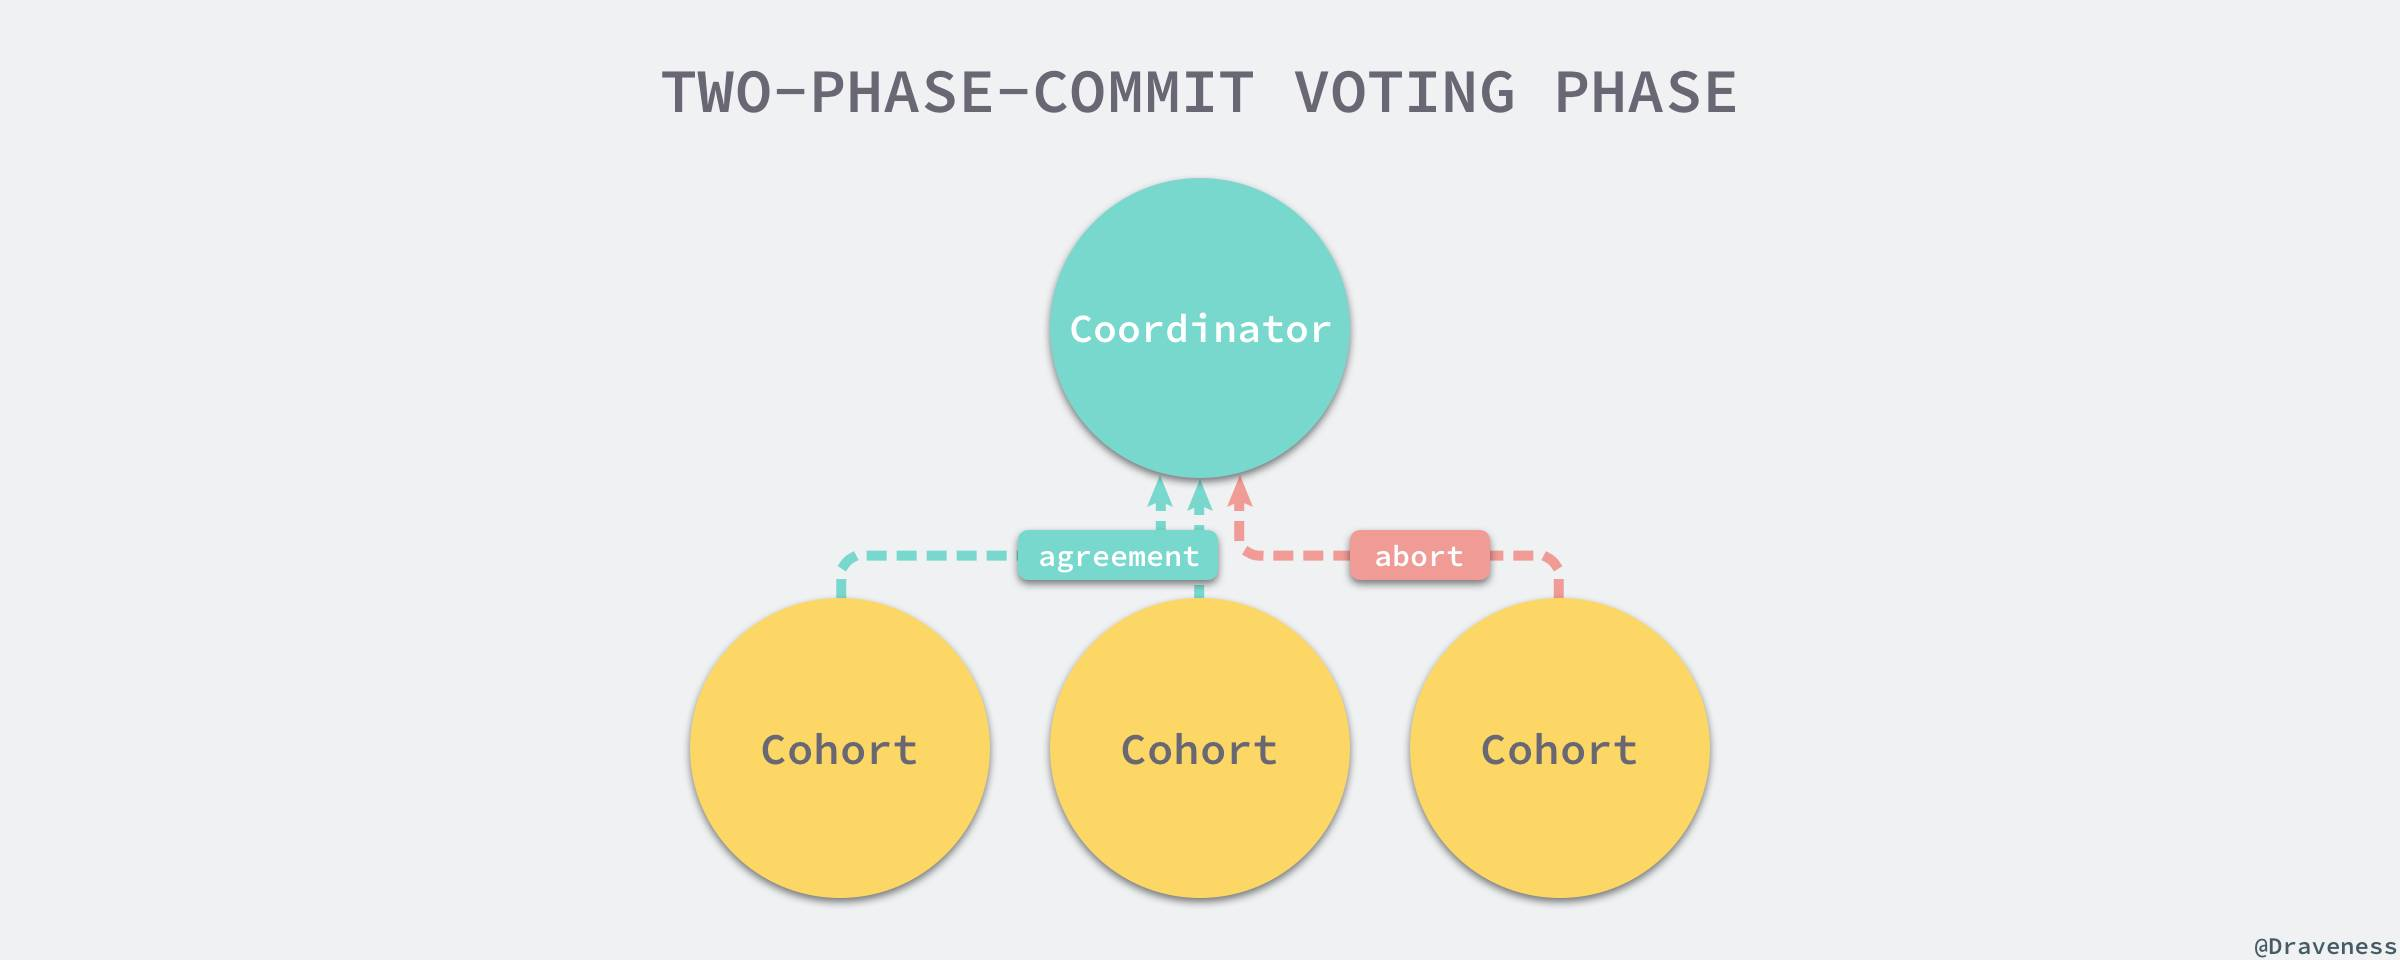 TWO-PHASE-COMMIT VOTING PHASE
Coordinator
agreement
abort
Cohort
Cohort
Cohort
@Draveness